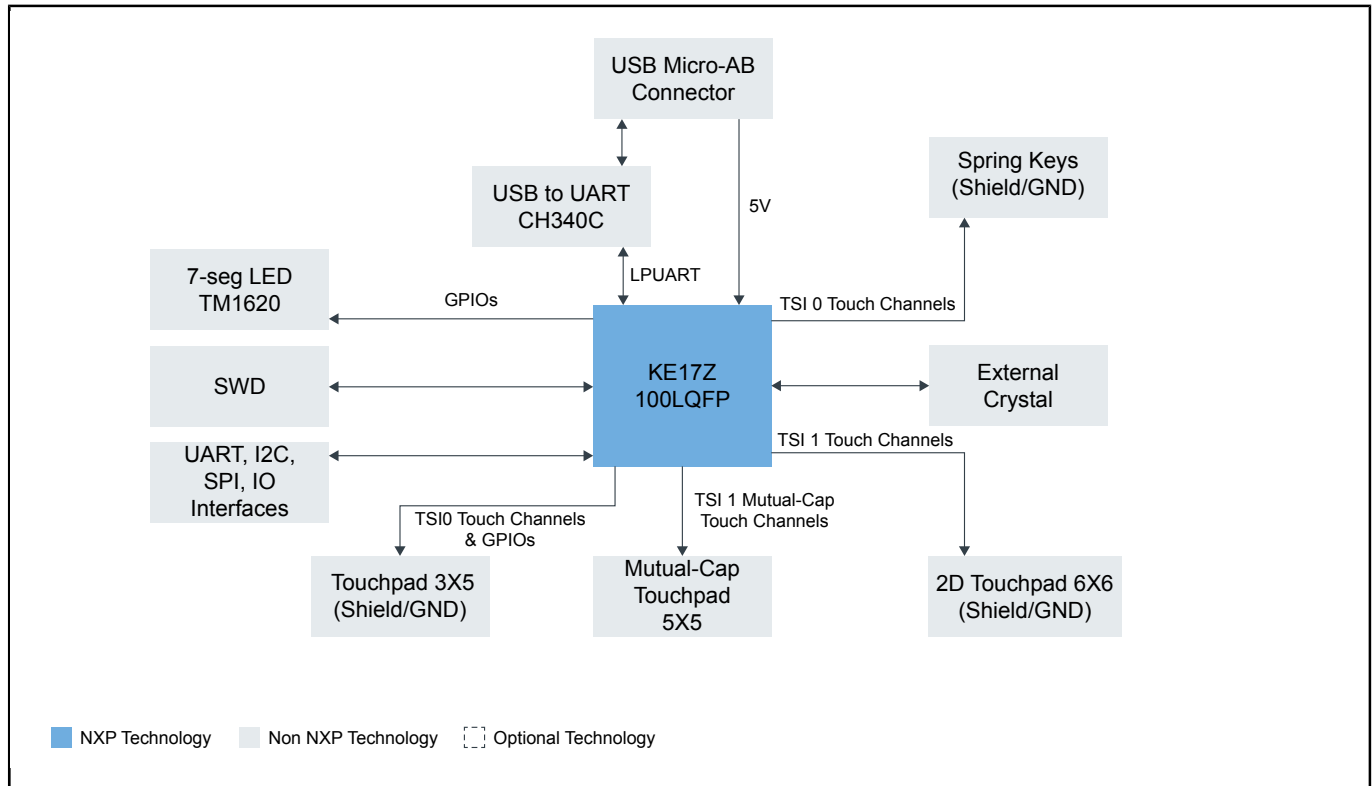 USB Micro-AB
Connector
USB to UART
CH340C
5V
Spring Keys
(Shield/GND)
7-seg LED
TM1620
GPIOs
LPUART
TSI 0 Touch Channels
SWD
KE17Z
100LQFP
External
Crystal
UART, I2C,
SPI, IO
Interfaces
TSI 1 Touch Channels
TSI0 Touch Channels
& GPIOs
TSI 1 Mutual-Cap
Touch Channels
Touchpad 3X5
(Shield/GND)
Mutual-Cap
Touchpad
5X5
2D Touchpad 6X6
(Shield/GND)
NXP Technology
Non NXP Technology
Optional Technology